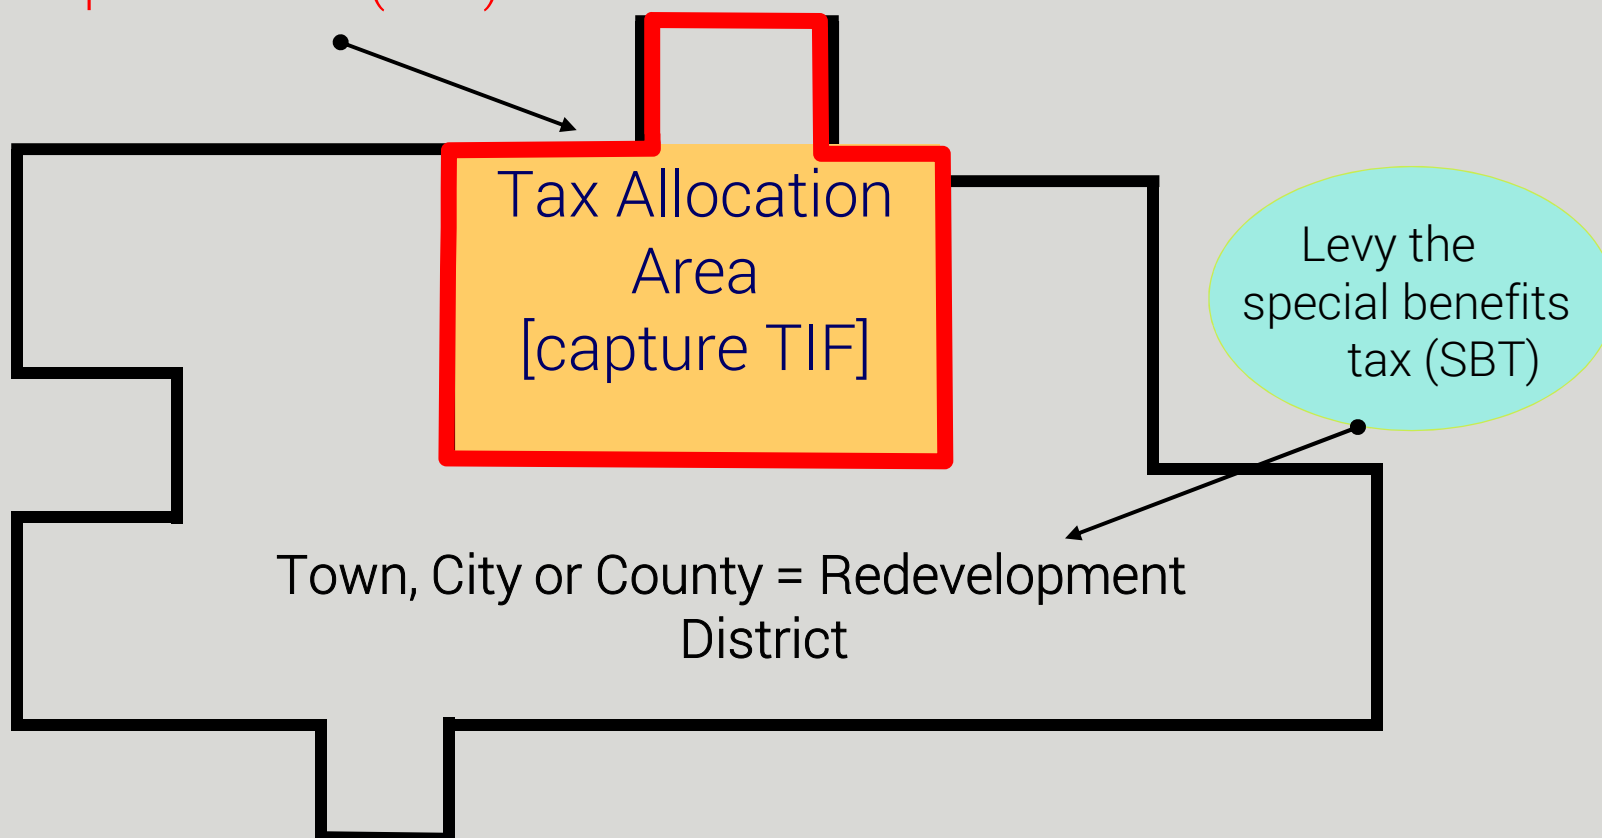 Tax Allocation
Area
[capture TIF]
Levy the
special benefits
tax (SBT)
Town, City or County = Redevelopment
District